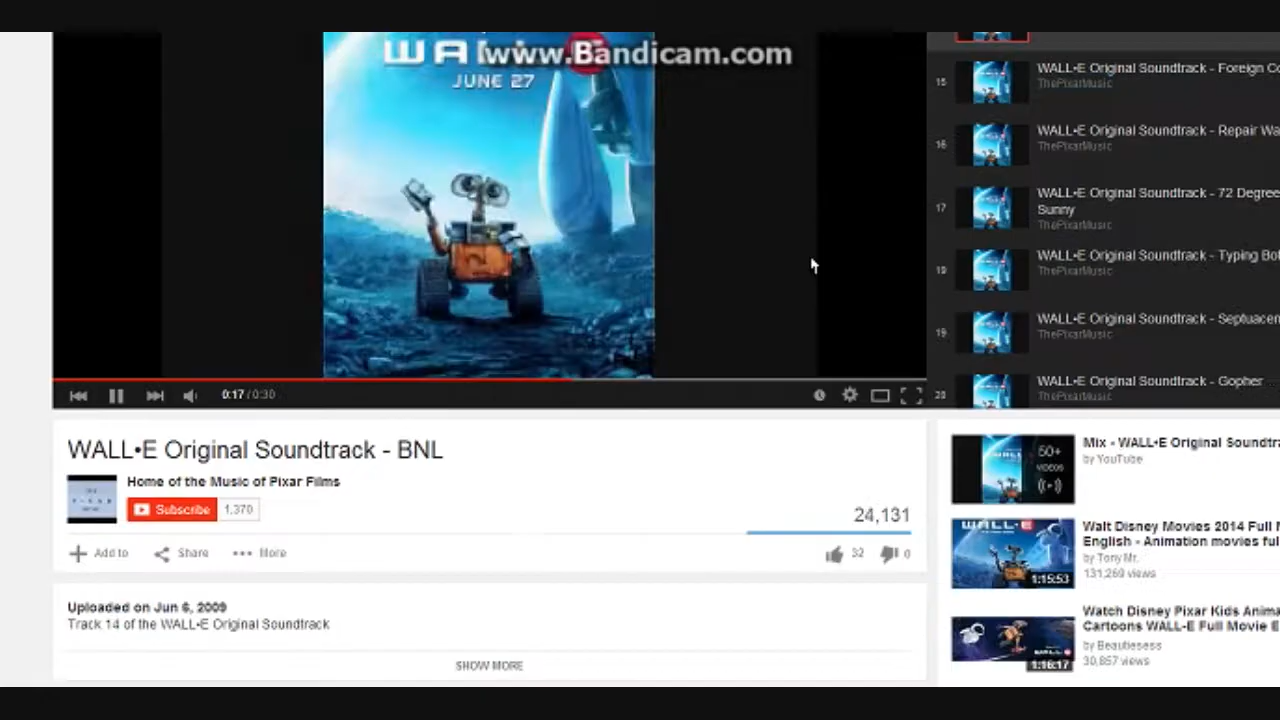 WA
www.Bandicam.com
JUNE 27
0:17 / 0:30
WALL•E Original Soundtrack - BNL
Home of the Music of Pixar Films
Subscribe 1,370
24,131
Add to Share More
32 0
Uploaded on Jun 6, 2009
Track 14 of the WALL•E Original Soundtrack
SHOW MORE
15 WALL•E Original Soundtrack - Foreign Co
ThePixarMusic
16 WALL•E Original Soundtrack - Repair Wa
ThePixarMusic
17 WALL•E Original Soundtrack - 72 Degree
Sunny
ThePixarMusic
WALL•E Original Soundtrack - Typing Bot
ThePixarMusic
19 WALL•E Original Soundtrack - Septuacen
ThePixarMusic
20 WALL•E Original Soundtrack - Gopher
ThePixarMusic
50+
VIDEOS
Mix - WALL•E Original Soundtra
by YouTube
WALL•E
1:15:53
Walt Disney Movies 2014 Full M
English - Animation movies ful
by Tony Mr.
131,269 views
1:16:17
Watch Disney Pixar Kids Anima
Cartoons WALL-E Full Movie E
by Beautiesess
30,857 views